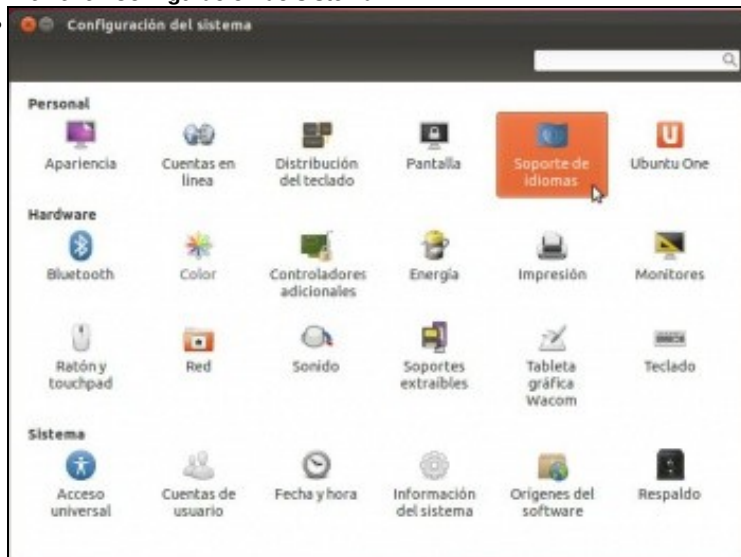 Configuración del sistema
Personal
Apariencia
Cuentas en
línea
Distribución
del teclado
Pantalla
Soporte de
idiomas
Ubuntu One
Hardware
Bluetooth
Color
Controladores
adicionales
Energía
Impresión
Monitores
Ratón y
touchpad
Red
Sonido
Soportes
extraíbles
Tableta
gráfica
Wacom
Teclado
Sistema
Acceso
universal
Cuentas de
usuario
Fecha y hora
Información
del sistema
Orígenes del
software
Respaldo